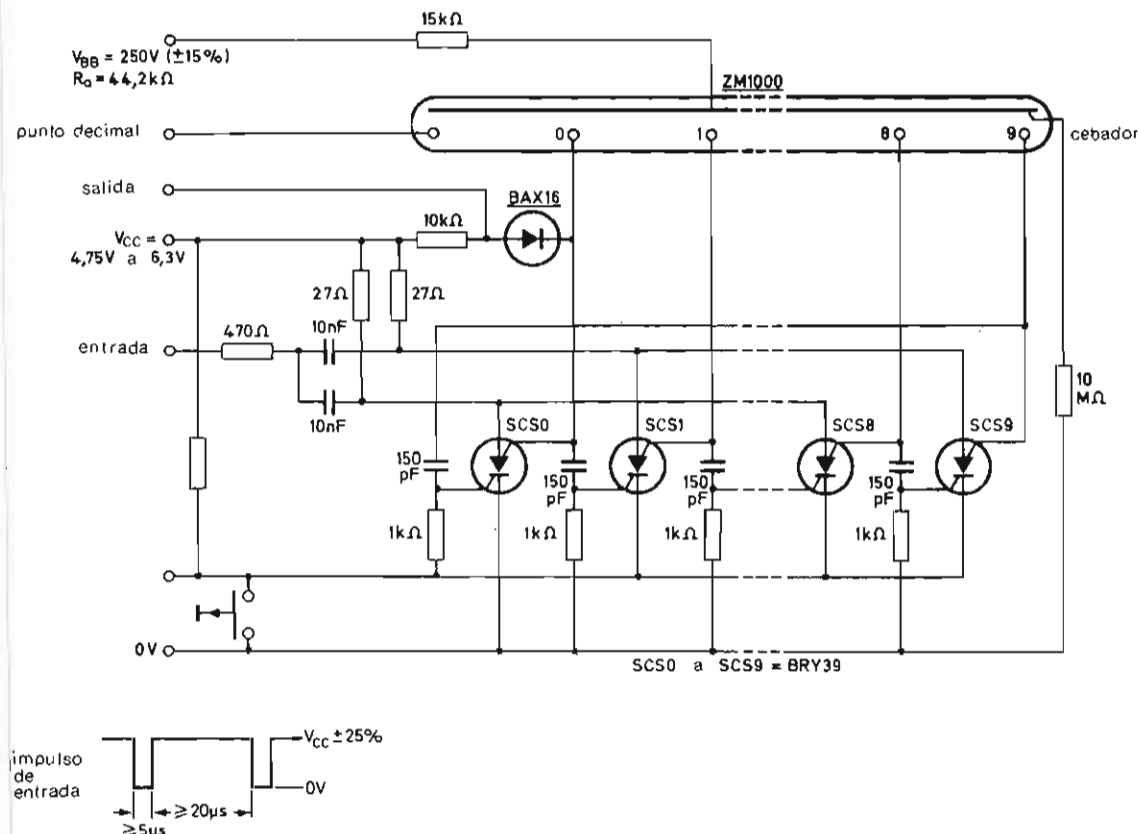 15kΩ
VBB = 250V (±15%)
Ra = 44,2kΩ
ZM1000
punto decimal
0
1
8
9
cebador
salida
BAX16
10kΩ
VCC =
4,75V a 6,3V
27Ω
27Ω
470Ω
10nF
entrada
10nF
10
MΩ
SCS0
SCS1
SCS8
SCS9
150
pF
150
pF
150
pF
150
pF
1kΩ
1kΩ
1kΩ
1kΩ
0V
SCS0 a SCS9 = BRY39
VCC ±25%
impulso
de
entrada
0V
≥20µs
≥5µs